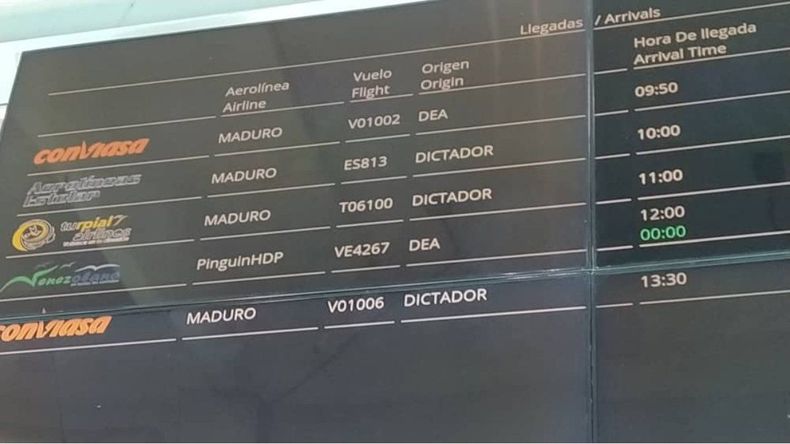 Llegadas / Arrivals
Aerolínea Vuelo Origen Hora De llegada
Airline Flight Origin Arrival Time
conviasa MADURO V01002 DEA 09:50
Aerolíneas Estelar MADURO ES813 DICTADOR 10:00
turpial airlines MADURO T06100 DICTADOR 11:00
Venezolana PinguinHDP VE4267 DEA 12:00
00:00
conviasa MADURO V01006 DICTADOR 13:30